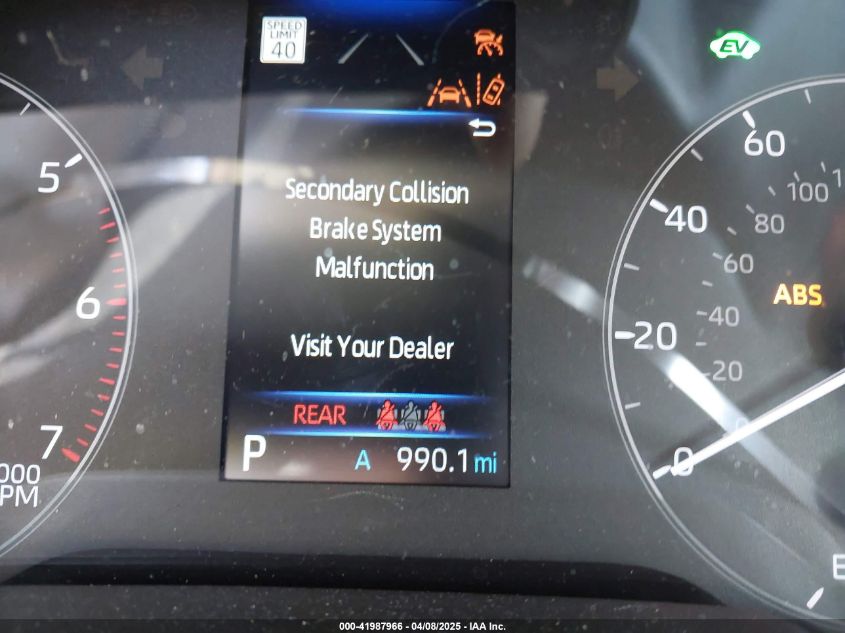 SPEED
LIMIT
40
EV
5
6
7
000
PM
60
40
20
0
100
80
60
40
20
0
ABS
Secondary Collision
Brake System
Malfunction
Visit Your Dealer
REAR
P
A 990.1 mi
000-41987966 - 04/08/2025 - IAA Inc.